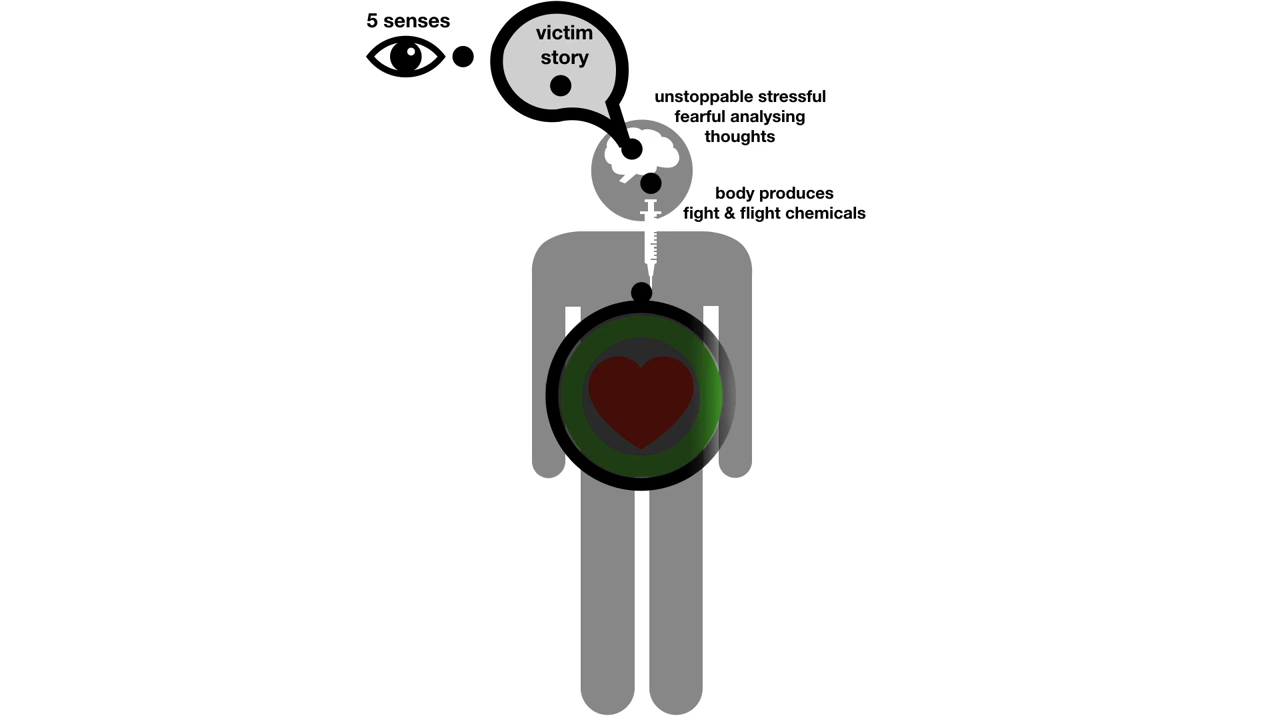 5 senses
victim
story
unstoppable stressful
fearful analysing
thoughts
body produces
fight & flight chemicals